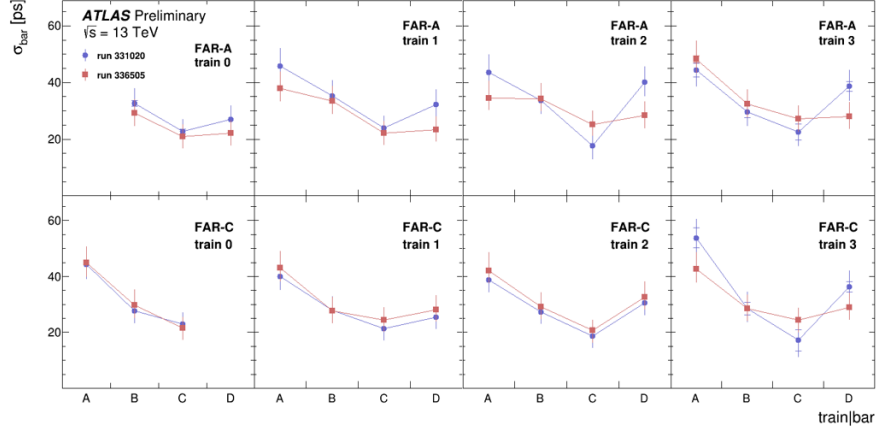 σbar [ps]
ATLAS Preliminary
√s = 13 TeV
run 331020
run 336505
FAR-A
train 0
FAR-A
train 1
FAR-A
train 2
FAR-A
train 3
60
40
20
FAR-C
train 0
FAR-C
train 1
FAR-C
train 2
FAR-C
train 3
60
40
20
A B C D A B C D A B C D A B C D
train|bar